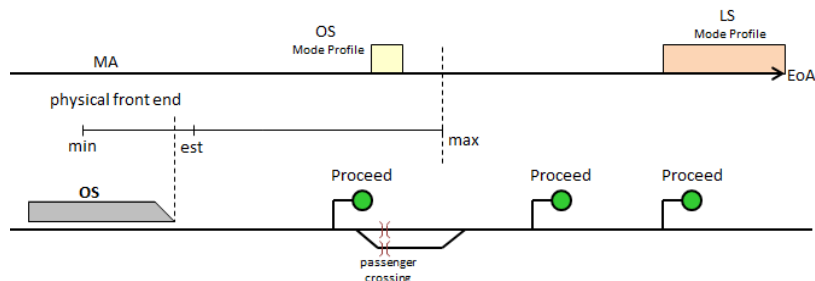 OS
Mode Profile
LS
Mode Profile
MA
EoA
physical front end
min
est
max
OS
Proceed
Proceed
Proceed
passenger
crossing